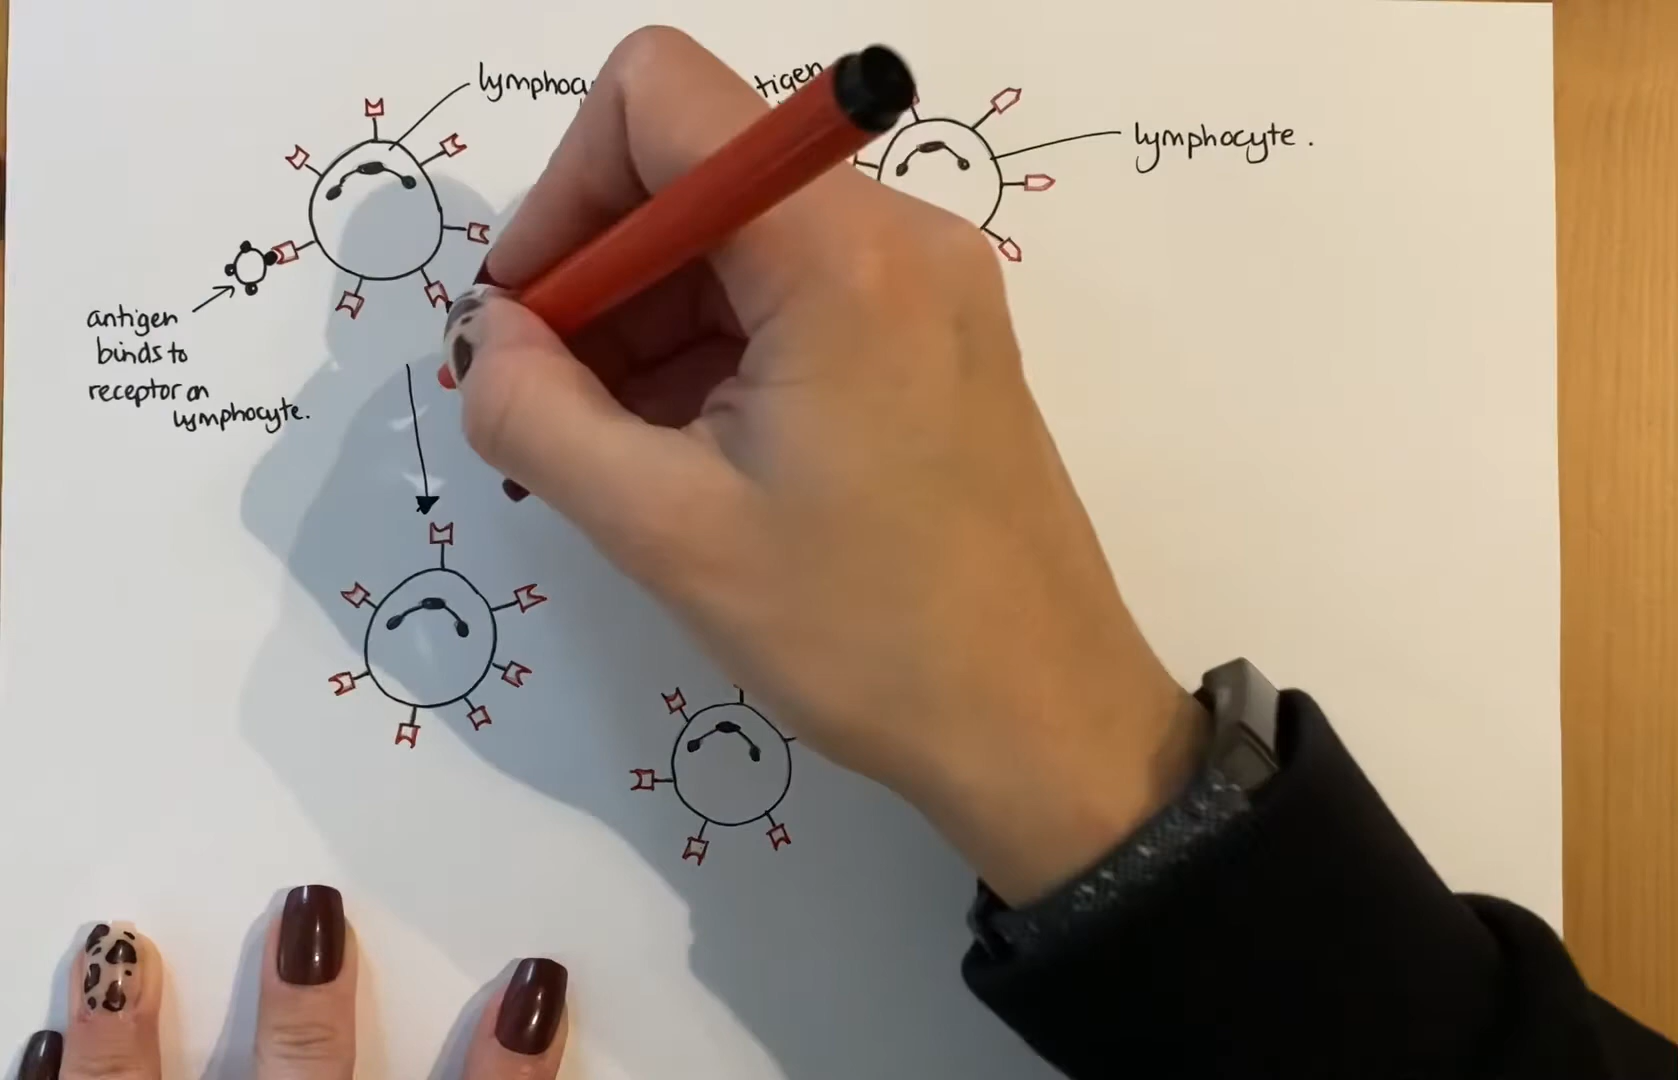 lymphocyte.
antigen
binds to
receptor on
lymphocyte.